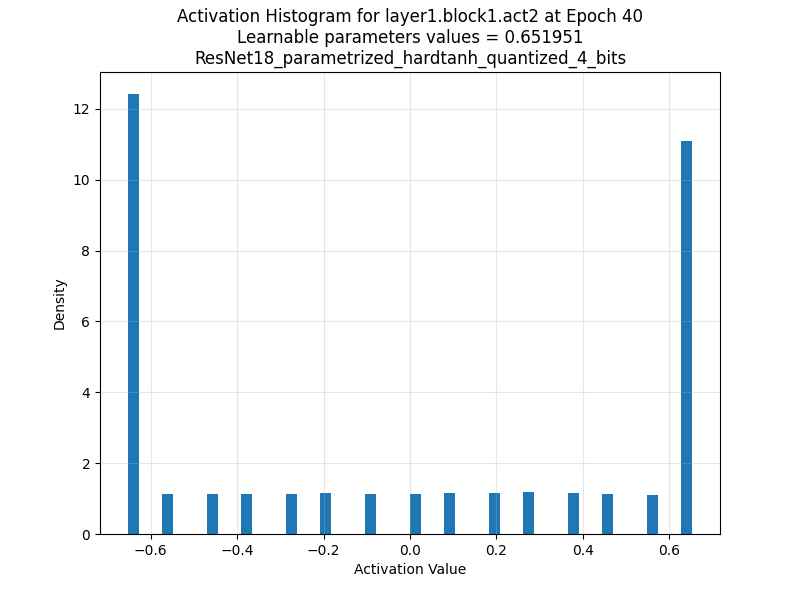 Activation Histogram for layer1.block1.act2 at Epoch 40
Learnable parameters values = 0.651951
ResNet18_parametrized_hardtanh_quantized_4_bits
12
10
8
6
4
2
0
Density
−0.6 −0.4 −0.2 0.0 0.2 0.4 0.6
Activation Value